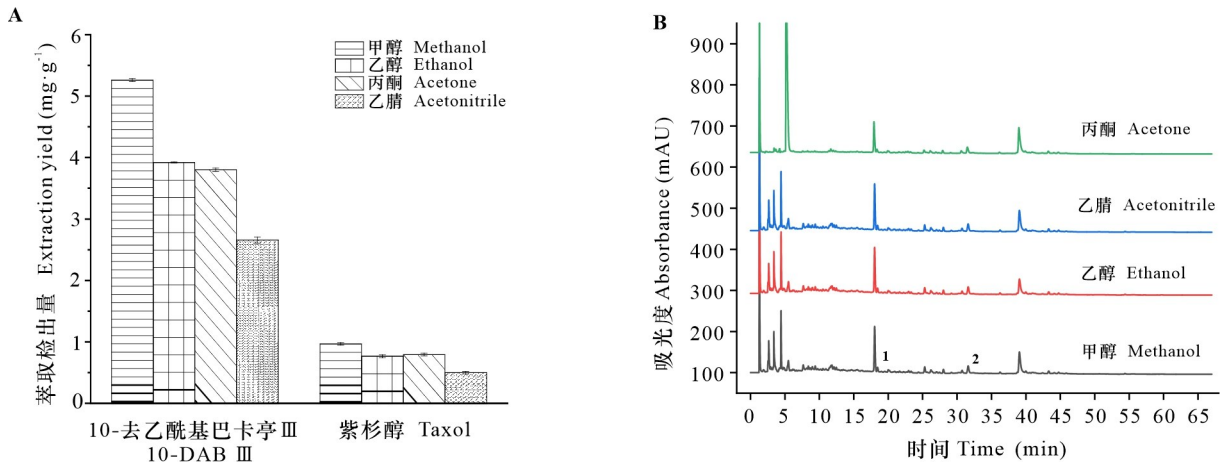 A
萃取检出量 Extraction yield (mg·g⁻¹)
6
5
4
3
2
1
0
甲醇 Methanol
乙醇 Ethanol
丙酮 Acetone
乙腈 Acetonitrile
10-去乙酰基巴卡亭Ⅲ
10-DAB Ⅲ
紫杉醇 Taxol
B
吸光度 Absorbance (mAU)
900
700
600
500
400
300
200
100
丙酮 Acetone
乙腈 Acetonitrile
乙醇 Ethanol
甲醇 Methanol
1
2
0 5 10 15 20 25 30 35 40 45 50 55 60 65
时间 Time (min)